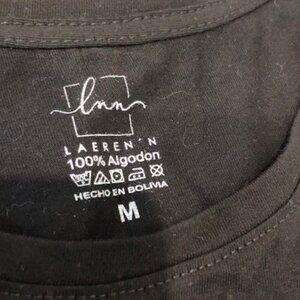 lnn
LAEREN´N
100% Algodon
HECHO EN BOLIVIA
M